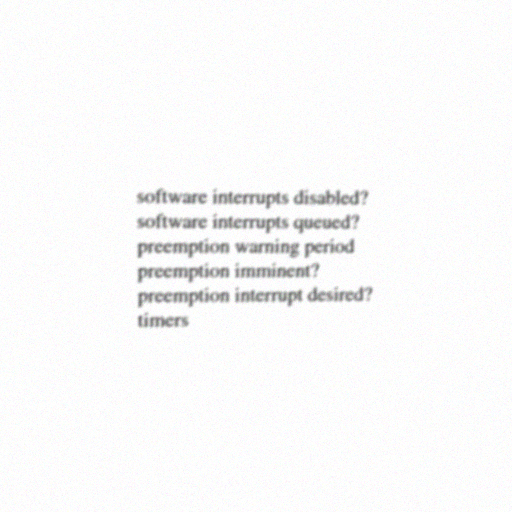 software interrupts disabled?
software interrupts queued?
preemption warning period
preemption imminent?
preemption interrupt desired?
timers